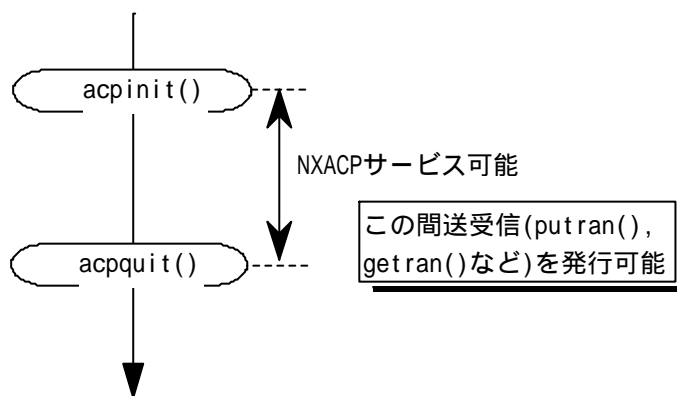 acpinit()
NXACPサービス可能
この間送受信(putran(),
getran()など)を発行可能
acpquit()